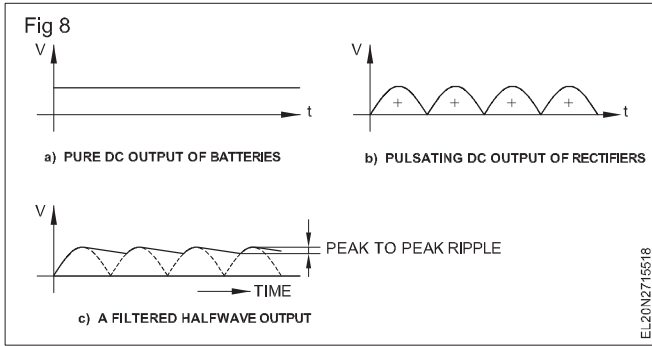 Fig 8
V
t
a) PURE DC OUTPUT OF BATTERIES
V
+ + + +
t
b) PULSATING DC OUTPUT OF RECTIFIERS
V
PEAK TO PEAK RIPPLE
TIME
c) A FILTERED HALFWAVE OUTPUT
EL20N2715518